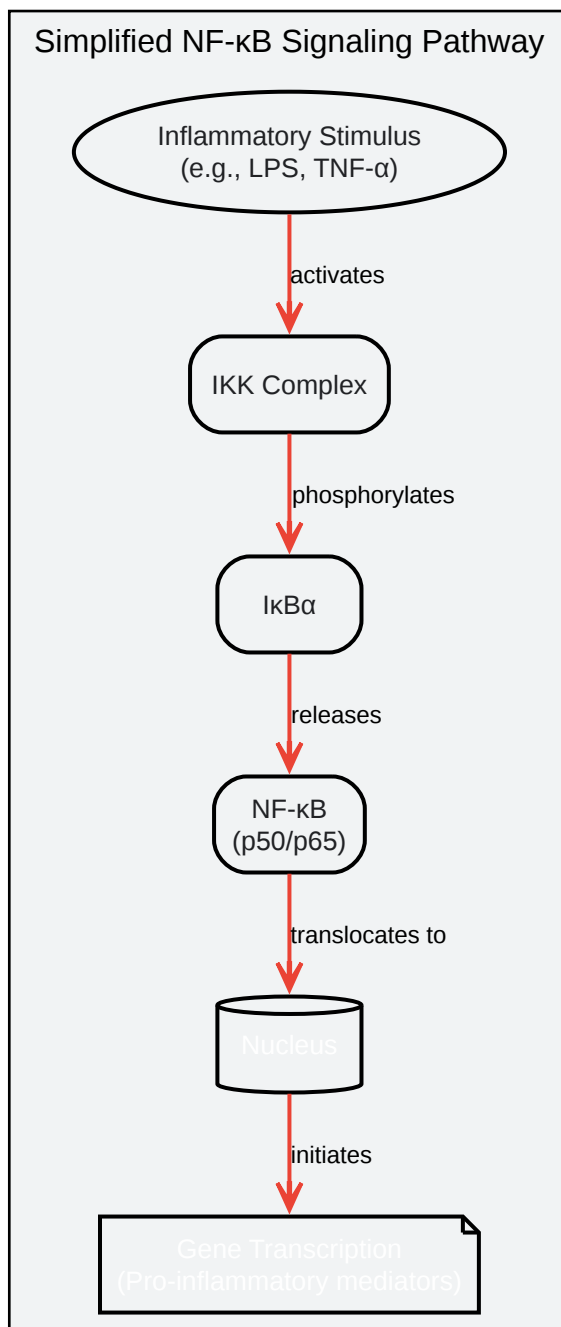 Simplified NF-κB Signaling Pathway
Inflammatory Stimulus
(e.g., LPS, TNF-α)
activates
IKK Complex
phosphorylates
IκBα
releases
NF-κB
(p50/p65)
translocates to
Nucleus
initiates
Gene Transcription
(Pro-inflammatory mediators)